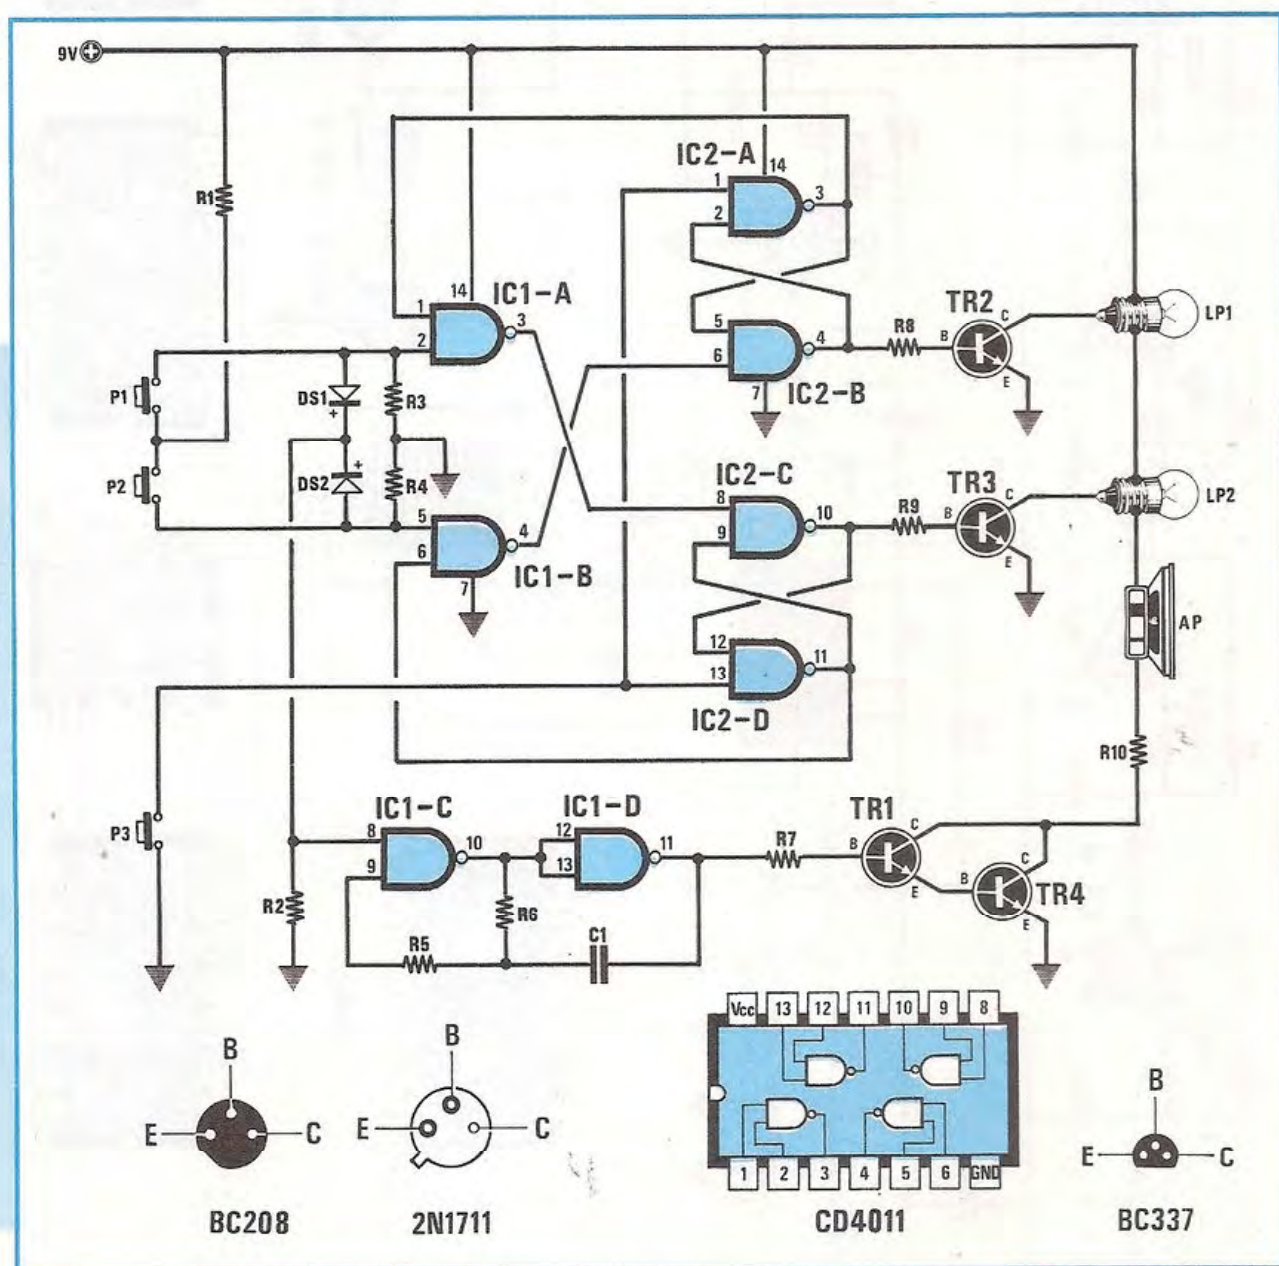 9V
IC2-A
14
1
3
2
R1
14
IC1-A
1
3
2
5
4
6
7
IC2-B
R8
TR2
B
C
E
LP1
P1
DS1
+
R3
P2
DS2
+
R4
IC2-C
8
10
9
R9
TR3
B
C
E
LP2
5
4
6
7
IC1-B
12
11
13
IC2-D
AP
R10
P3
IC1-C
8
10
9
IC1-D
12
11
13
R7
TR1
B
C
E
B
C
E
TR4
R2
R6
R5
C1
Vcc 13 12 11 10 9 8
1 2 3 4 5 6 GND
CD4011
B
E C
BC208
B
E C
2N1711
B
E C
BC337